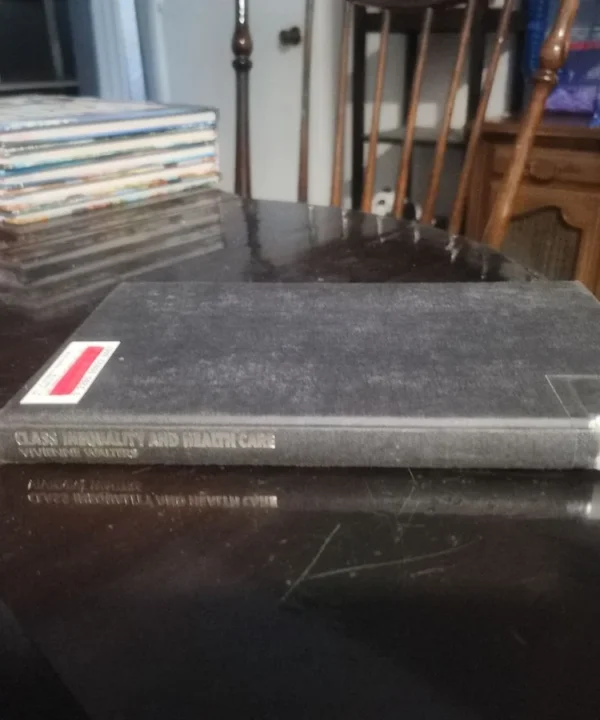 CLASS INEQUALITY AND HEALTH CARE
VIVIENNE WALTERS